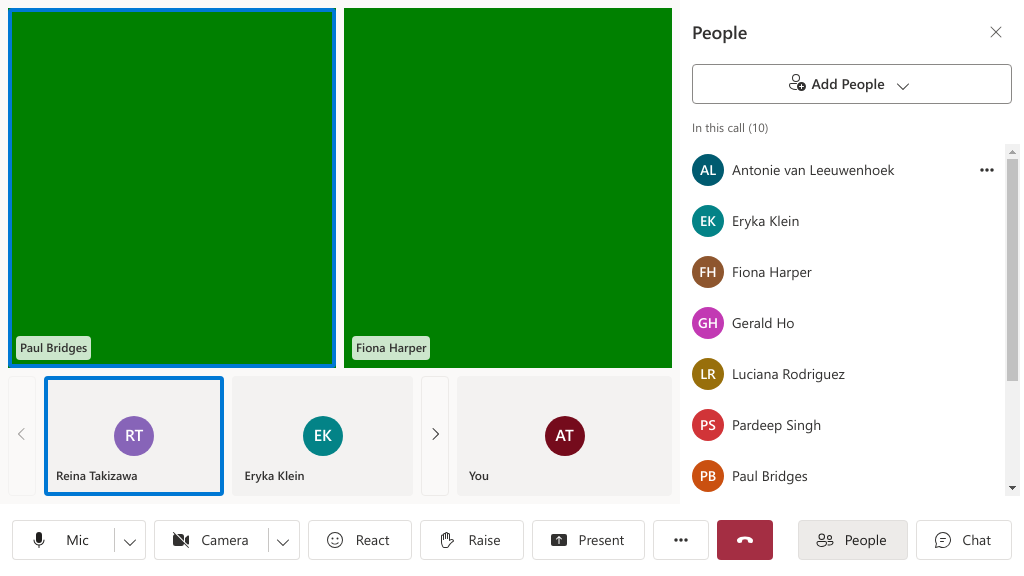 Paul Bridges
Fiona Harper
RT
Reina Takizawa
EK
Eryka Klein
AT
You
People
Add People
In this call (10)
AL Antonie van Leeuwenhoek
EK Eryka Klein
FH Fiona Harper
GH Gerald Ho
LR Luciana Rodriguez
PS Pardeep Singh
PB Paul Bridges
Mic Camera React Raise Present People Chat